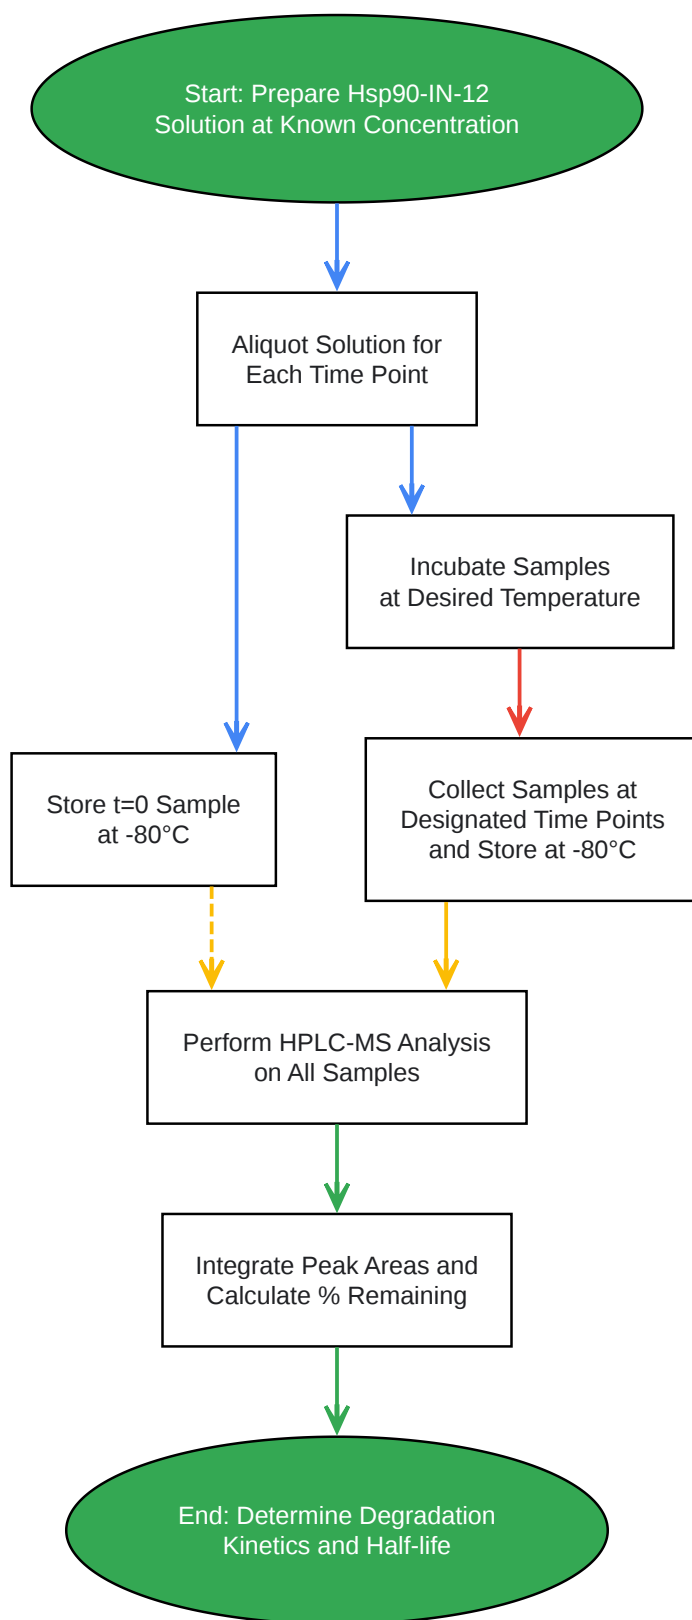 Start: Prepare Hsp90-IN-12
Solution at Known Concentration
Aliquot Solution for
Each Time Point
Incubate Samples
at Desired Temperature
Store t=0 Sample
at -80°C
Collect Samples at
Designated Time Points
and Store at -80°C
Perform HPLC-MS Analysis
on All Samples
Integrate Peak Areas and
Calculate % Remaining
End: Determine Degradation
Kinetics and Half-life